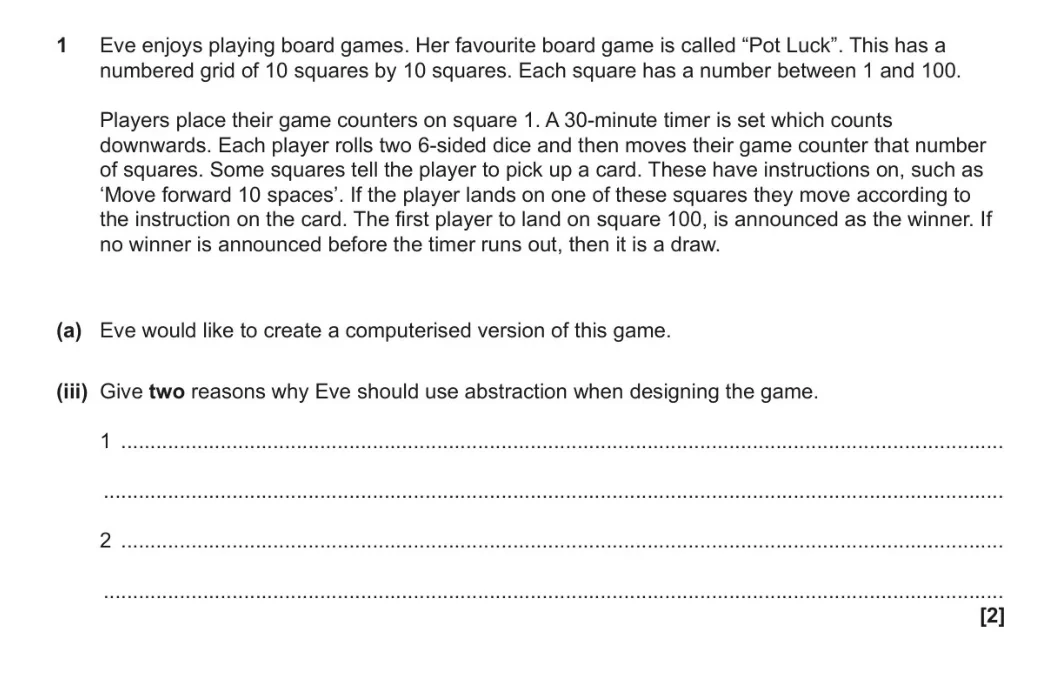 1 Eve enjoys playing board games. Her favourite board game is called “Pot Luck”. This has a
numbered grid of 10 squares by 10 squares. Each square has a number between 1 and 100.
Players place their game counters on square 1. A 30-minute timer is set which counts
downwards. Each player rolls two 6-sided dice and then moves their game counter that number
of squares. Some squares tell the player to pick up a card. These have instructions on, such as
‘Move forward 10 spaces’. If the player lands on one of these squares they move according to
the instruction on the card. The first player to land on square 100, is announced as the winner. If
no winner is announced before the timer runs out, then it is a draw.
(a) Eve would like to create a computerised version of this game.
(iii) Give two reasons why Eve should use abstraction when designing the game.
1 ............................................................
............................................................
2 ............................................................
............................................................
[2]